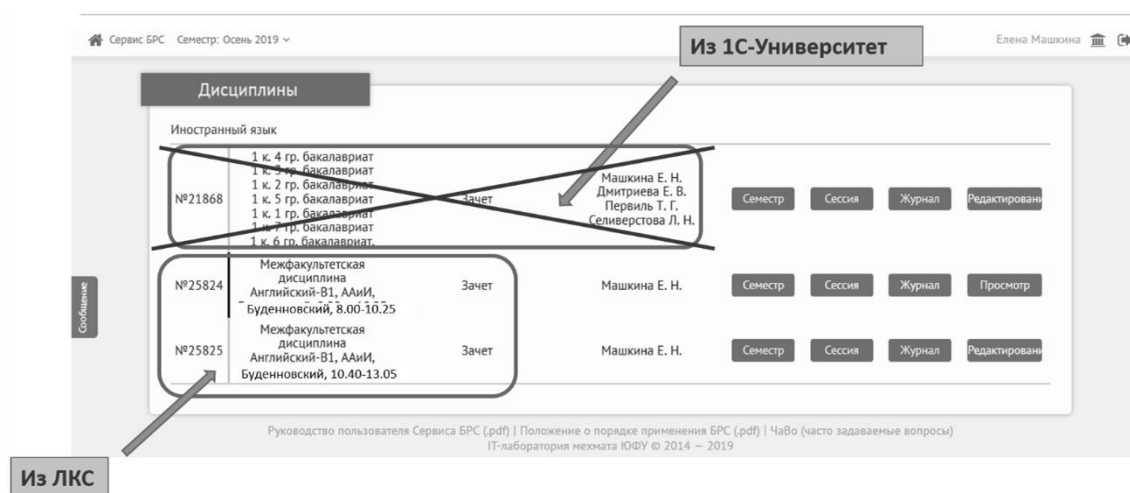 Сервис БРС Семестр: Осень 2019
Из 1С-Университет
Елена Машкина
Дисциплины
Иностранный язык
№21868
1 к. 4 гр. бакалавриат
1 к. 3 гр. бакалавриат
1 к. 2 гр. бакалавриат
1 к. 5 гр. бакалавриат
1 к. 1 гр. бакалавриат
1 к. 7 гр. бакалавриат
1 к. 6 гр. бакалавриат.
Зачет
Машкина Е. Н.
Дмитриева Е. В.
Первиль Т. Г.
Селиверстова Л. Н.
Семестр Сессия Журнал Редактировани
№25824
Межфакультетская
дисциплина
Английский-В1, ААиИ,
Буденновский, 8.00-10.25
Зачет
Машкина Е. Н.
Семестр Сессия Журнал Просмотр
№25825
Межфакультетская
дисциплина
Английский-В1, ААиИ,
Буденновский, 10.40-13.05
Зачет
Машкина Е. Н.
Семестр Сессия Журнал Редактировани
Сообщение
Руководство пользователя Сервиса БРС (.pdf) | Положение о порядке применения БРС (.pdf) | ЧаВо (часто задаваемые вопросы)
IT-лаборатория мехмата ЮФУ © 2014 — 2019
Из ЛКС